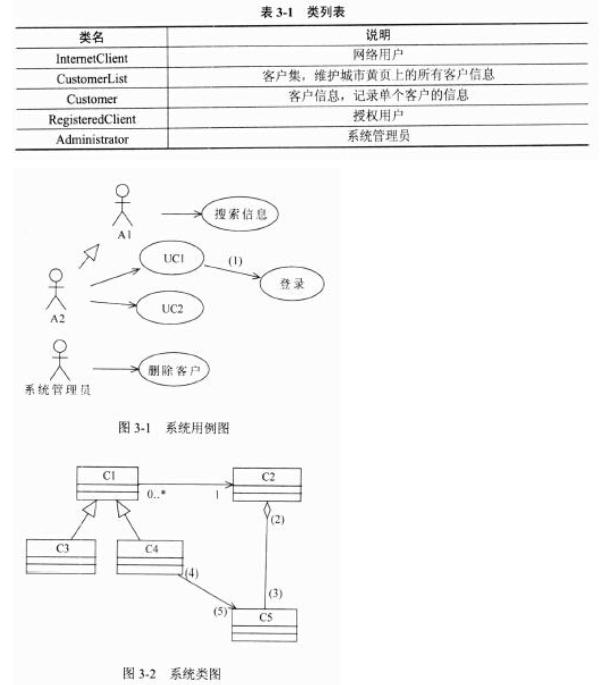 表 3-1 类列表
类名 说明
InternetClient 网络用户
CustomerList 客户集，维护城市黄页上的所有客户信息
Customer 客户信息，记录单个客户的信息
RegisteredClient 授权用户
Administrator 系统管理员
搜索信息
A1
UC1
(1)
登录
A2
UC2
系统管理员
删除客户
图 3-1 系统用例图
C1
C2
0..*
1
(2)
C3
C4
(4)
(3)
(5)
C5
图 3-2 系统类图